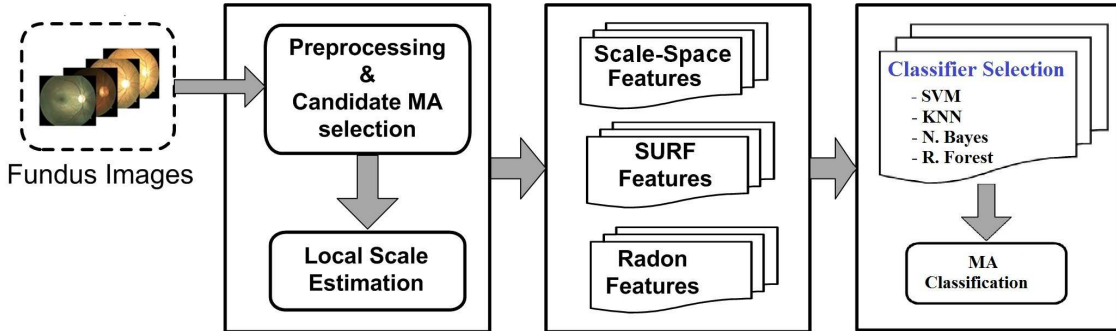 Fundus Images
Preprocessing
&
Candidate MA
selection
Local Scale
Estimation
Scale-Space
Features
SURF
Features
Radon
Features
Classifier Selection
- SVM
- KNN
- N. Bayes
- R. Forest
MA
Classification